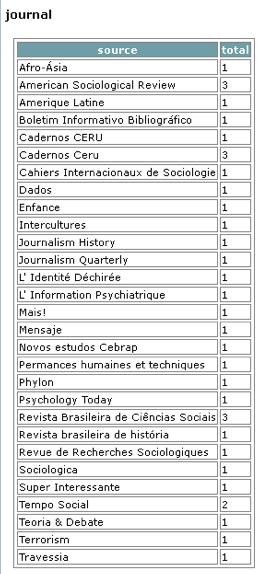 journal
source total
Afro-Ásia 1
American Sociological Review 3
Amerique Latine 1
Boletim Informativo Bibliográfico 1
Cadernos CERU 1
Cadernos Ceru 3
Cahiers Internacionaux de Sociologie 1
Dados 1
Enfance 1
Intercultures 1
Journalism History 1
Journalism Quarterly 1
L' Identité Déchirée 1
L' Information Psychiatrique 1
Mais! 1
Mensaje 1
Novos estudos Cebrap 1
Permances humaines et techniques 1
Phylon 1
Psychology Today 1
Revista Brasileira de Ciências Sociais 3
Revista brasileira de história 1
Revue de Recherches Sociologiques 1
Sociologica 1
Super Interessante 1
Tempo Social 2
Teoria & Debate 1
Terrorism 1
Travessia 1